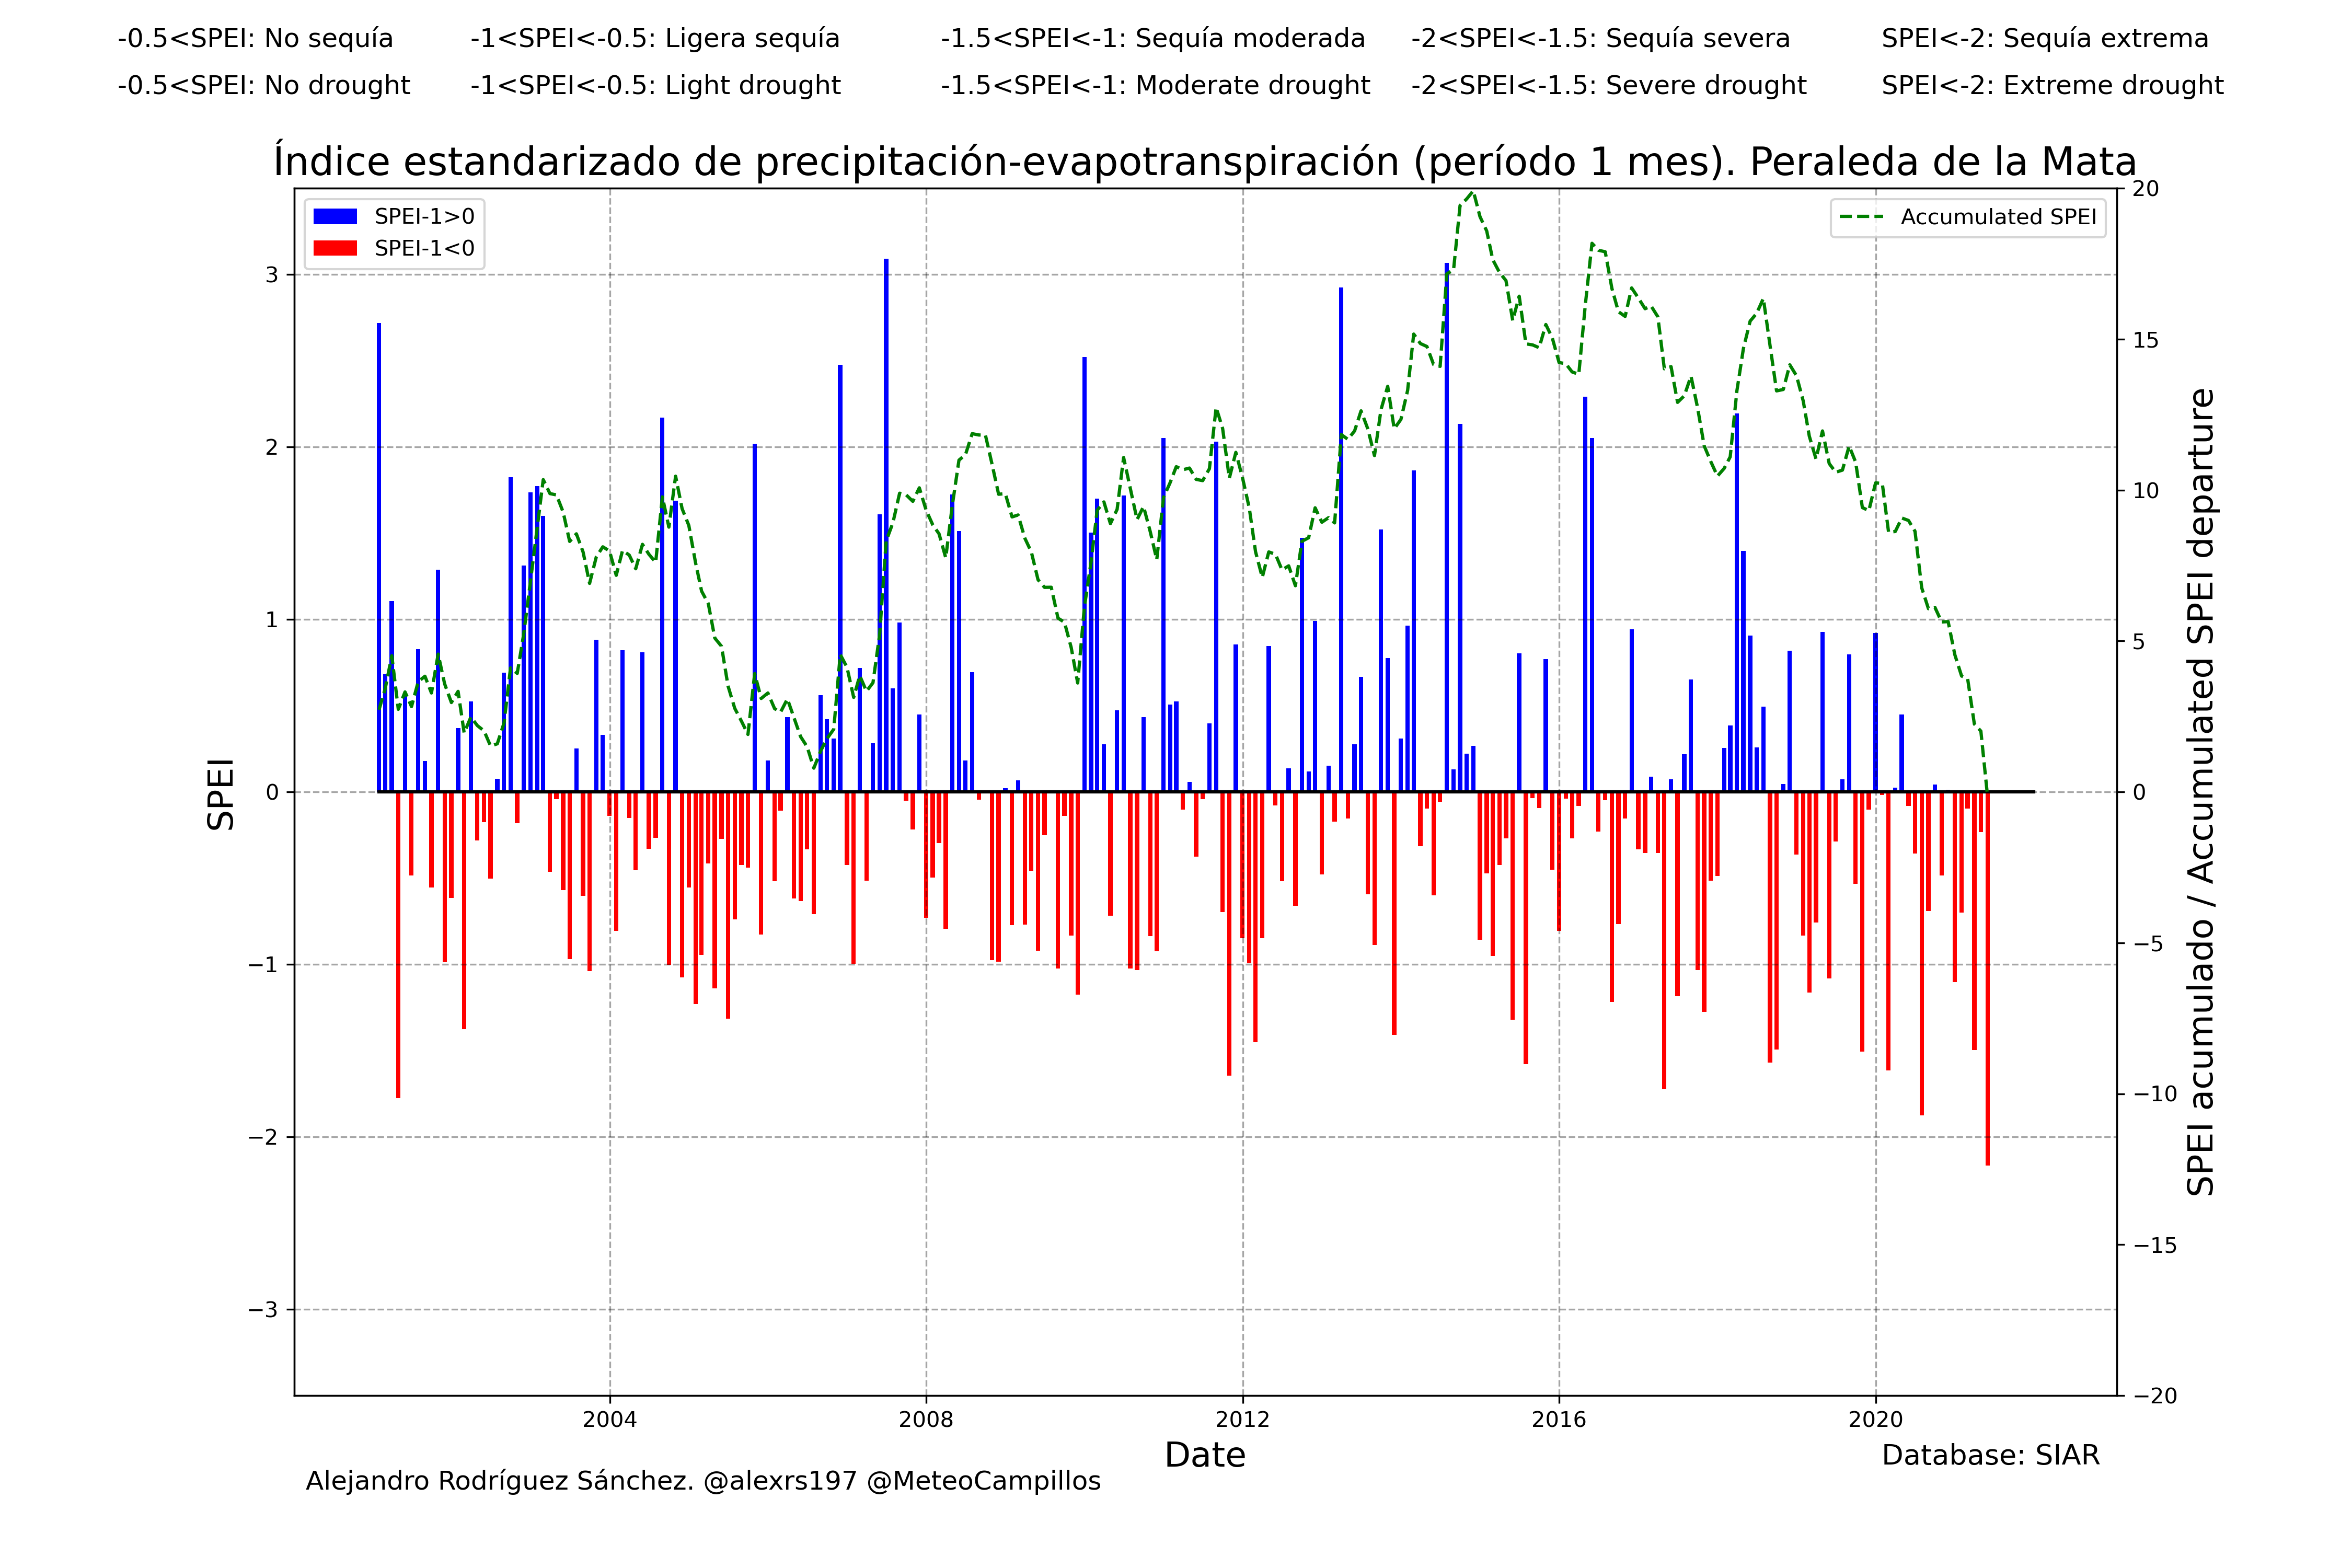 -0.5<SPEI: No sequía -1<SPEI<-0.5: Ligera sequía -1.5<SPEI<-1: Sequía moderada -2<SPEI<-1.5: Sequía severa SPEI<-2: Sequía extrema
-0.5<SPEI: No drought -1<SPEI<-0.5: Light drought -1.5<SPEI<-1: Moderate drought -2<SPEI<-1.5: Severe drought SPEI<-2: Extreme drought
Índice estandarizado de precipitación-evapotranspiración (período 1 mes). Peraleda de la Mata
SPEI-1>0
SPEI-1<0
Accumulated SPEI
SPEI
3
2
1
0
−1
−2
−3
20
15
10
5
0
−5
−10
−15
−20
SPEI acumulado / Accumulated SPEI departure
2004 2008 2012 2016 2020
Date
Database: SIAR
Alejandro Rodríguez Sánchez. @alexrs197 @MeteoCampillos